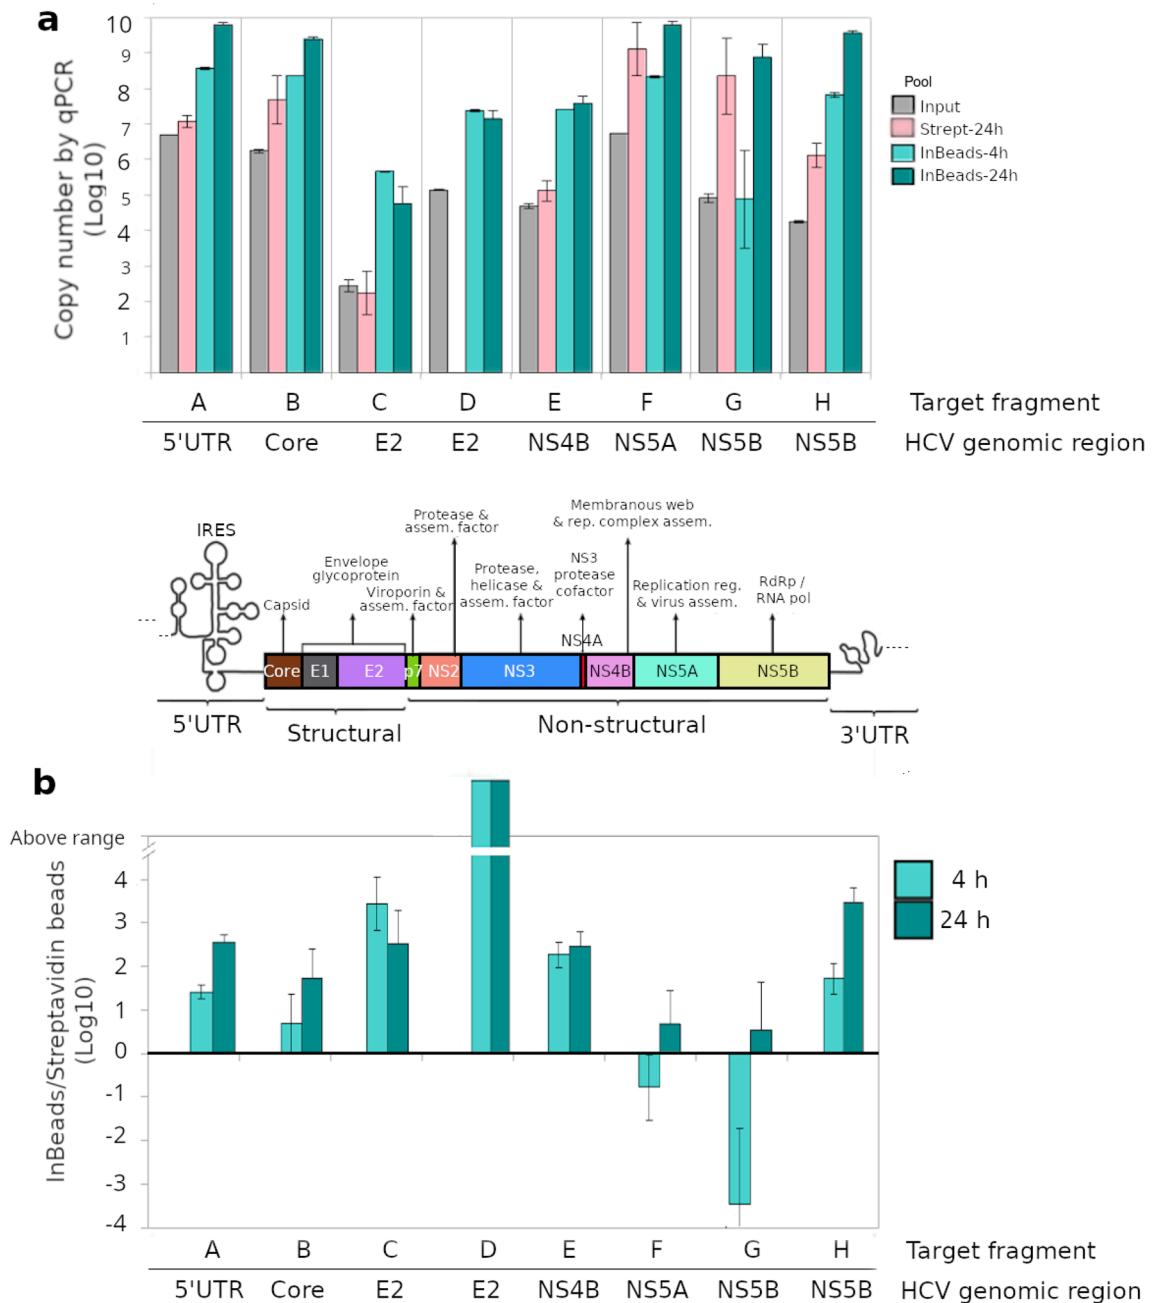 a
Copy number by qPCR
(Log10)
10
9
8
7
6
5
4
3
2
1
Pool
Input
Strept-24h
InBeads-4h
InBeads-24h
A B C D E F G H Target fragment
5'UTR Core E2 E2 NS4B NS5A NS5B NS5B HCV genomic region
IRES
Capsid
Envelope
glycoprotein
Viroporin &
assem. factor
Protease &
assem. factor
Protease,
helicase &
assem. factor
NS3
protease
cofactor
Membranous web
& rep. complex assem.
Replication reg.
& virus assem.
RdRp /
RNA pol
NS4A
Core E1 E2 p7 NS2 NS3 NS4B NS5A NS5B
5'UTR
Structural
Non-structural
3'UTR
b
Above range
InBeads/Streptavidin beads
(Log10)
4
3
2
1
0
-1
-2
-3
-4
4 h
24 h
A B C D E F G H Target fragment
5'UTR Core E2 E2 NS4B NS5A NS5B NS5B HCV genomic region